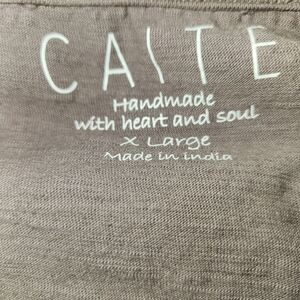 CAITE
Handmade
with heart and soul
X Large
Made in india